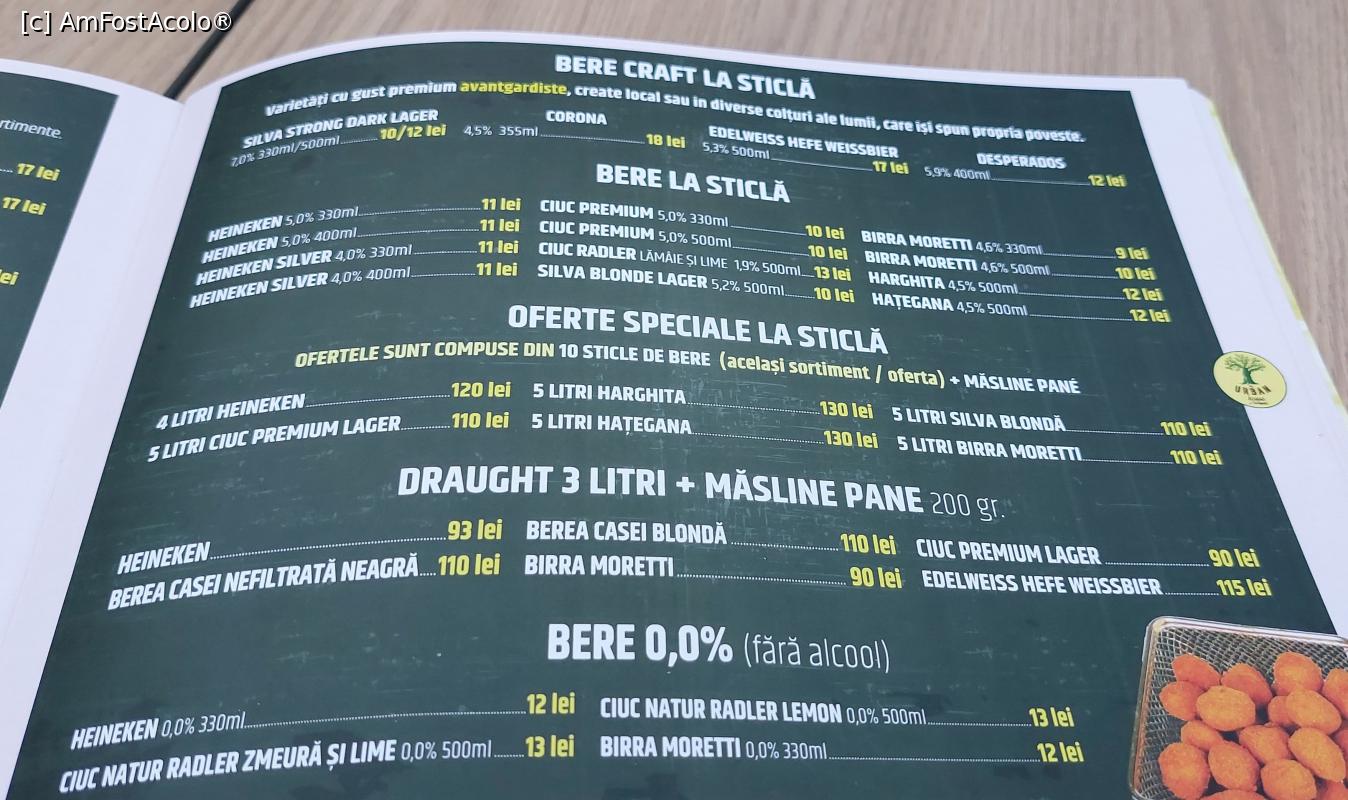 [c] AmFostAcolo®
rtimente.
17 lei
17 lei
lei
BERE CRAFT LA STICLĂ
Varietăți cu gust premium avantgardiste, create local sau in diverse colțuri ale lumii, care își spun propria poveste.
SILVA STRONG DARK LAGER
7,0% 330ml/500ml 10/12 lei
CORONA
4,5% 355ml 18 lei
EDELWEISS HEFE WEISSBIER
5,3% 500ml 17 lei
DESPERADOS
5,9% 400ml 12 lei
BERE LA STICLĂ
HEINEKEN 5,0% 330ml 11 lei
HEINEKEN 5,0% 400ml 11 lei
HEINEKEN SILVER 4,0% 330ml 11 lei
HEINEKEN SILVER 4,0% 400ml 11 lei
CIUC PREMIUM 5,0% 330ml 10 lei
CIUC PREMIUM 5,0% 500ml 10 lei
CIUC RADLER LĂMÂIE ȘI LIME 1,9% 500ml 13 lei
SILVA BLONDE LAGER 5,2% 500ml 10 lei
BIRRA MORETTI 4,6% 330ml 9 lei
BIRRA MORETTI 4,6% 500ml 10 lei
HARGHITA 4,5% 500ml 12 lei
HAȚEGANA 4,5% 500ml 12 lei
OFERTE SPECIALE LA STICLĂ
OFERTELE SUNT COMPUSE DIN 10 STICLE DE BERE (același sortiment / oferta) + MĂSLINE PANÉ
4 LITRI HEINEKEN 120 lei
5 LITRI CIUC PREMIUM LAGER 110 lei
5 LITRI HARGHITA 130 lei
5 LITRI HAȚEGANA 130 lei
5 LITRI SILVA BLONDĂ 110 lei
5 LITRI BIRRA MORETTI 110 lei
URBAN
DRAUGHT 3 LITRI + MĂSLINE PANE 200 gr.
HEINEKEN 93 lei
BEREA CASEI NEFILTRATĂ NEAGRĂ 110 lei
BEREA CASEI BLONDĂ 110 lei
BIRRA MORETTI 90 lei
CIUC PREMIUM LAGER 90 lei
EDELWEISS HEFE WEISSBIER 115 lei
BERE 0,0% (fără alcool)
HEINEKEN 0,0% 330ml 12 lei
CIUC NATUR RADLER ZMEURĂ ȘI LIME 0,0% 500ml 13 lei
CIUC NATUR RADLER LEMON 0,0% 500ml 13 lei
BIRRA MORETTI 0,0% 330ml 12 lei